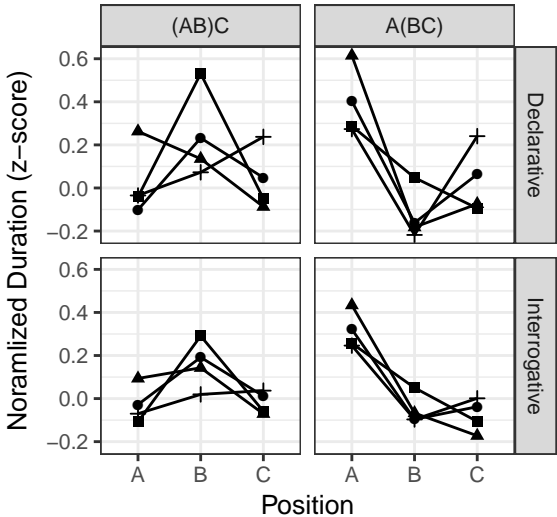 (AB)C A(BC)
Noramlized Duration (z−score)
0.6
0.4
0.2
0.0
−0.2
Declarative
0.6
0.4
0.2
0.0
−0.2
Interrogative
A B C A B C
Position